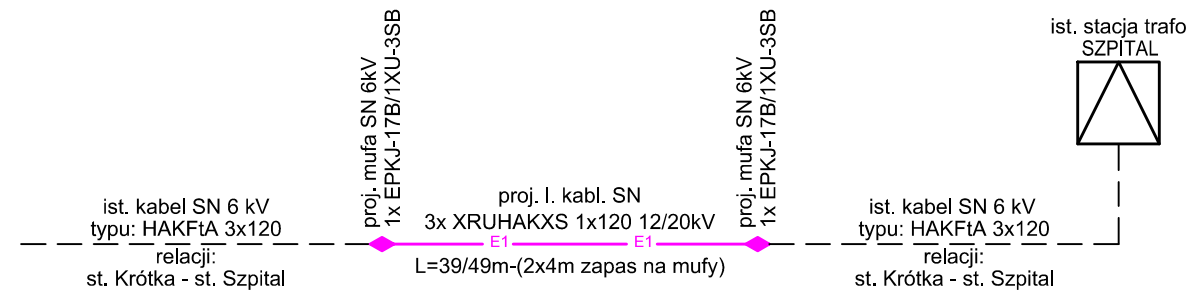 ist. stacja trafo
SZPITAL
proj. mufa SN 6kV
1x EPKJ-17B/1XU-3SB
proj. mufa SN 6kV
1x EPKJ-17B/1XU-3SB
ist. kabel SN 6 kV
typu: HAKFtA 3x120
relacji:
st. Krótka - st. Szpital
proj. l. kabl. SN
3x XRUHAKXS 1x120 12/20kV
E1 E1
L=39/49m-(2x4m zapas na mufy)
ist. kabel SN 6 kV
typu: HAKFtA 3x120
relacji:
st. Krótka - st. Szpital